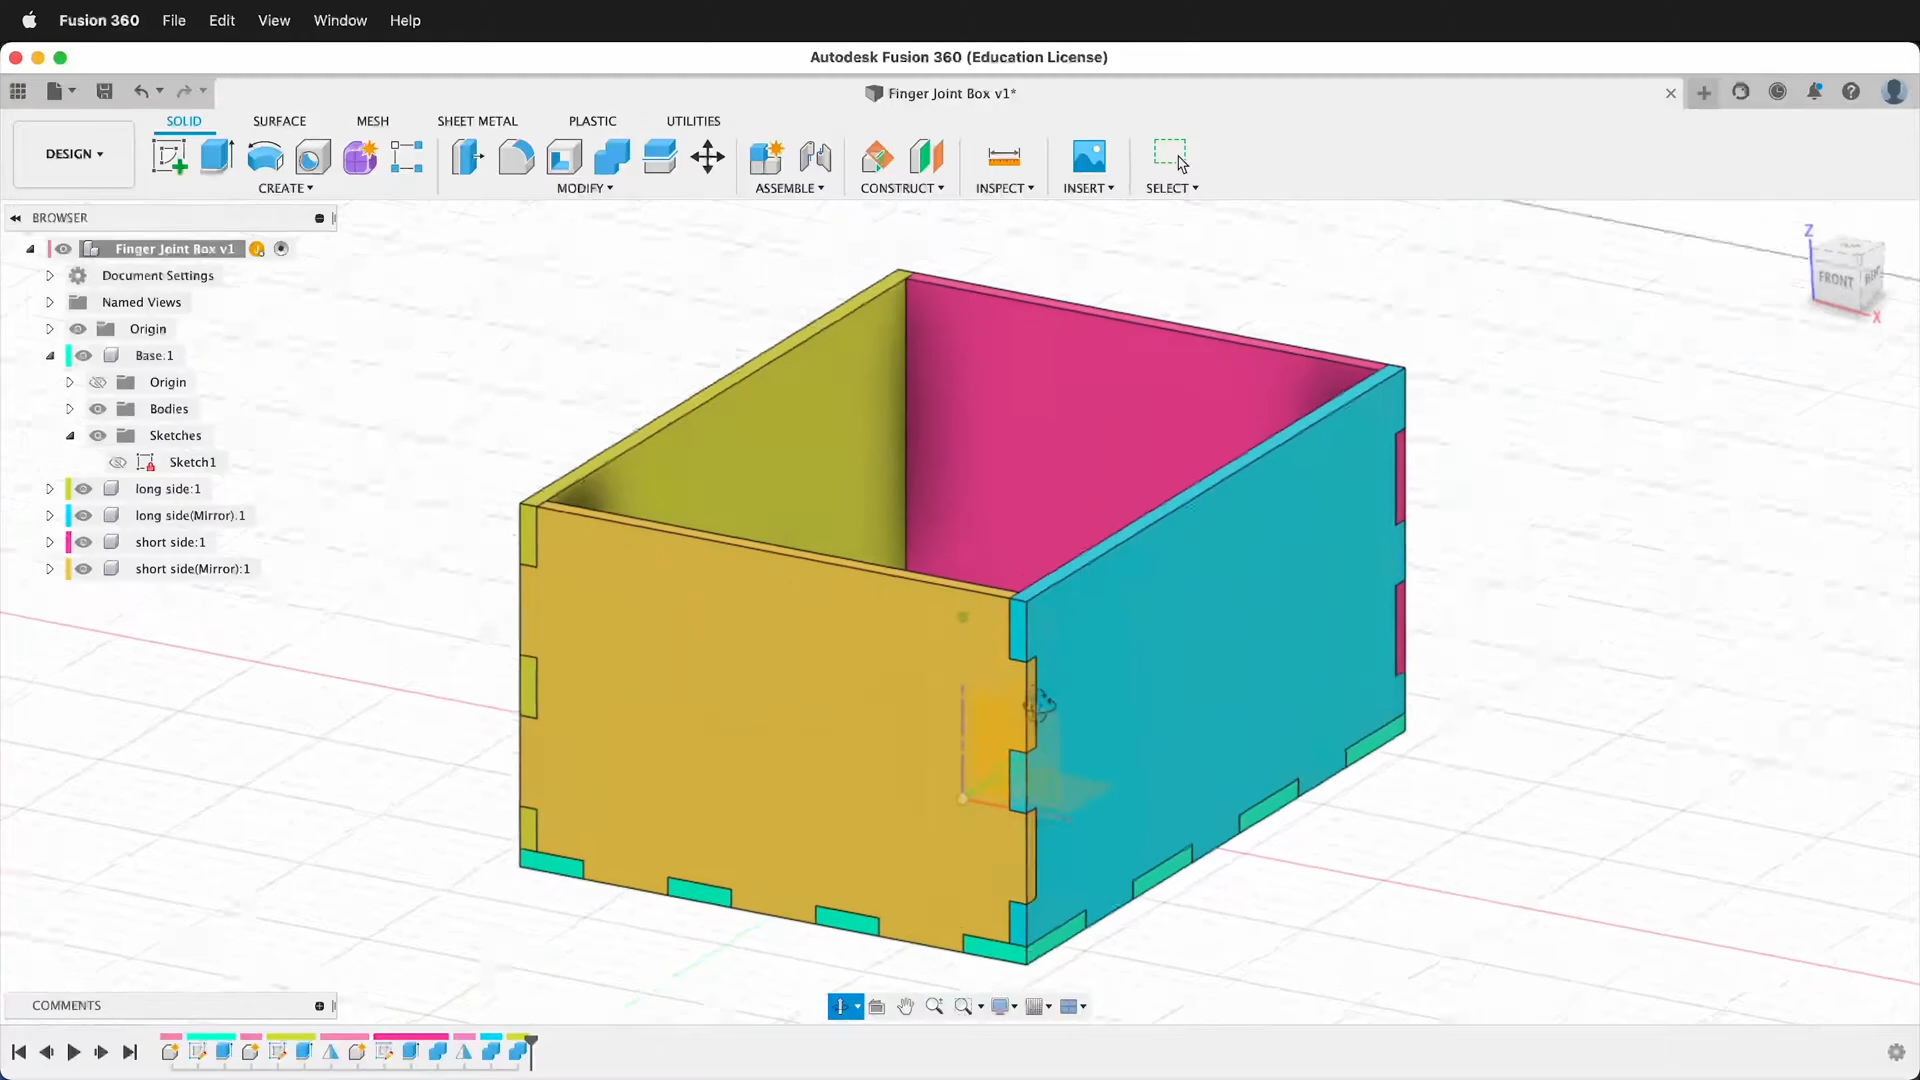 Fusion 360 File Edit View Window Help
Autodesk Fusion 360 (Education License)
Finger Joint Box v1*
SOLID SURFACE MESH SHEET METAL PLASTIC UTILITIES
DESIGN
CREATE MODIFY ASSEMBLE CONSTRUCT INSPECT INSERT SELECT
BROWSER
Finger Joint Box v1
Document Settings
Named Views
Origin
Base:1
Origin
Bodies
Sketches
Sketch1
long side:1
long side(Mirror):1
short side:1
short side(Mirror):1
Z
FRONT
X
COMMENTS